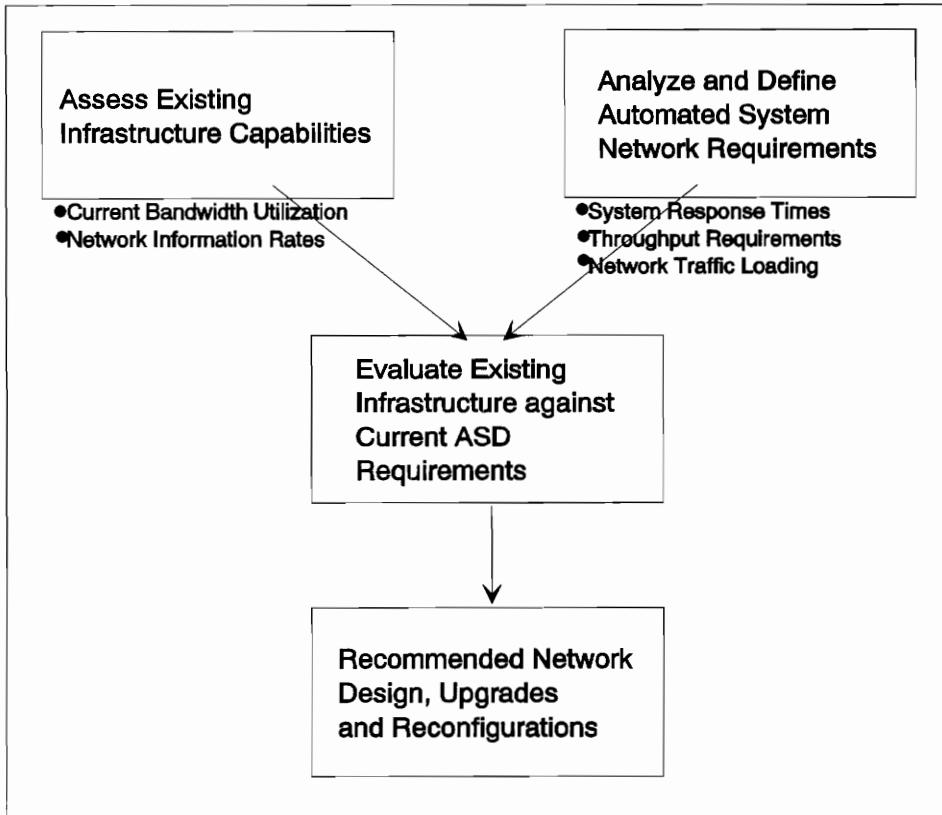 Assess Existing
Infrastructure Capabilities
●Current Bandwidth Utilization
●Network Information Rates
Analyze and Define
Automated System
Network Requirements
●System Response Times
●Throughput Requirements
●Network Traffic Loading
Evaluate Existing
Infrastructure against
Current ASD
Requirements
Recommended Network
Design, Upgrades
and Reconfigurations